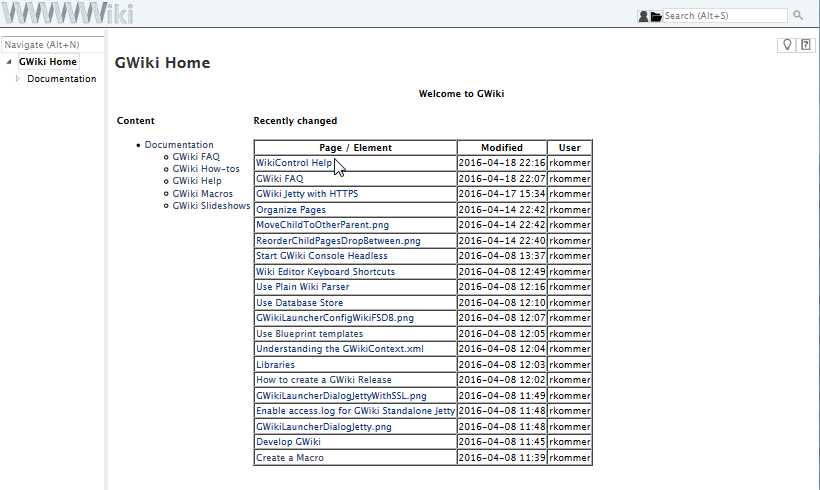 WWWWiki
Search (Alt+S)
Navigate (Alt+N)
GWiki Home
Documentation
GWiki Home
Welcome to GWiki
Content
Documentation
GWiki FAQ
GWiki How-tos
GWiki Help
GWiki Macros
GWiki Slideshows
Recently changed
Page / Element Modified User
WikiControl Help 2016-04-18 22:16 rkommer
GWiki FAQ 2016-04-18 22:07 rkommer
GWiki Jetty with HTTPS 2016-04-17 15:34 rkommer
Organize Pages 2016-04-14 22:42 rkommer
MoveChildToOtherParent.png 2016-04-14 22:42 rkommer
ReorderChildPagesDropBetween.png 2016-04-14 22:40 rkommer
Start GWiki Console Headless 2016-04-08 13:37 rkommer
Wiki Editor Keyboard Shortcuts 2016-04-08 12:49 rkommer
Use Plain Wiki Parser 2016-04-08 12:16 rkommer
Use Database Store 2016-04-08 12:10 rkommer
GWikiLauncherConfigWikiFSDB.png 2016-04-08 12:07 rkommer
Use Blueprint templates 2016-04-08 12:05 rkommer
Understanding the GWikiContext.xml 2016-04-08 12:04 rkommer
Libraries 2016-04-08 12:03 rkommer
How to create a GWiki Release 2016-04-08 12:02 rkommer
GWikiLauncherDialogJettyWithSSL.png 2016-04-08 11:49 rkommer
Enable access.log for GWiki Standalone Jetty 2016-04-08 11:48 rkommer
GWikiLauncherDialogJetty.png 2016-04-08 11:48 rkommer
Develop GWiki 2016-04-08 11:45 rkommer
Create a Macro 2016-04-08 11:39 rkommer